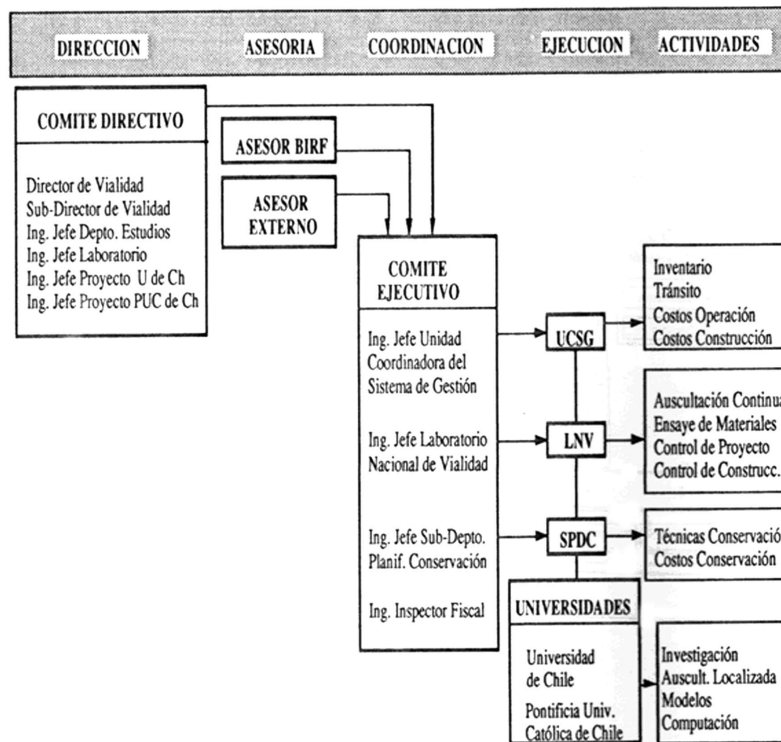 DIRECCION ASESORIA COORDINACION EJECUCION ACTIVIDADES
COMITE DIRECTIVO
Director de Vialidad
Sub-Director de Vialidad
Ing. Jefe Depto. Estudios
Ing. Jefe Laboratorio
Ing. Jefe Proyecto U de Ch
Ing. Jefe Proyecto PUC de Ch
ASESOR BIRF
ASESOR
EXTERNO
COMITE
EJECUTIVO
Ing. Jefe Unidad
Coordinadora del
Sistema de Gestión
Ing. Jefe Laboratorio
Nacional de Vialidad
Ing. Jefe Sub-Depto.
Planif. Conservación
Ing. Inspector Fiscal
UCSG
LNV
SPDC
UNIVERSIDADES
Universidad
de Chile
Pontificia Univ.
Católica de Chile
Inventario
Tránsito
Costos Operación
Costos Construcción
Auscultación Continua
Ensaye de Materiales
Control de Proyecto
Control de Construcc.
Técnicas Conservació
Costos Conservación
Investigación
Auscult. Localizada
Modelos
Computación